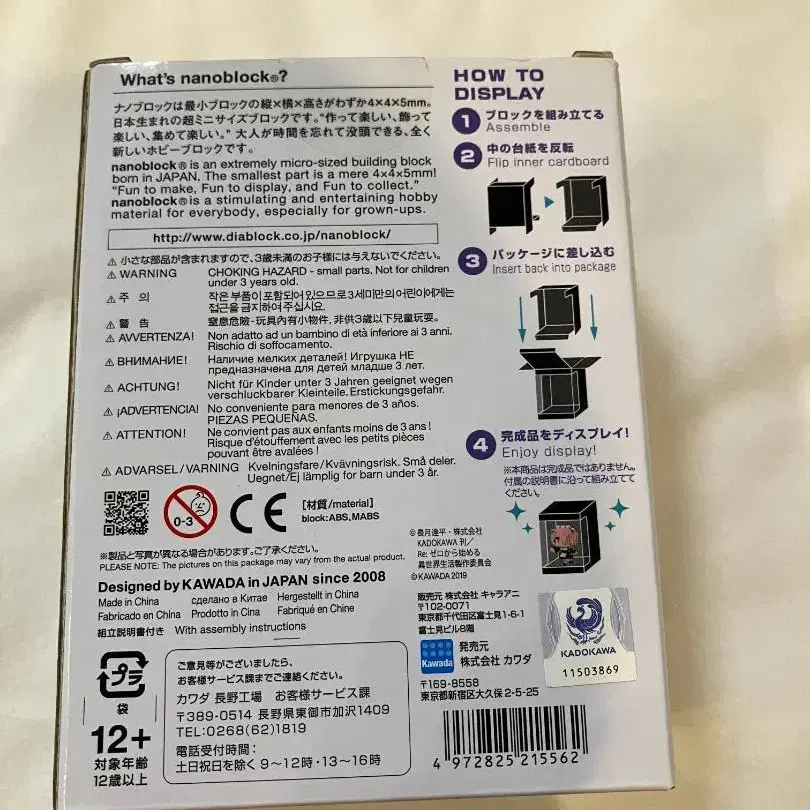 What's nanoblock®?
ナノブロックは最小ブロックの縦×横×高さがわずか4×4×5mm。
日本生まれの超ミニサイズブロックです。"作って楽しい、飾って
楽しい、集めて楽しい。" 大人が時間を忘れて没頭できる、全く
新しいホビーブロックです。
nanoblock® is an extremely micro-sized building block
born in JAPAN. The smallest part is a mere 4×4×5mm!
"Fun to make, Fun to display, and Fun to collect."
nanoblock® is a stimulating and entertaining hobby
material for everybody, especially for grown-ups.
http://www.diablock.co.jp/nanoblock/
⚠ 小さな部品が含まれますので、3歳未満のお子様には与えないでください。
⚠ WARNING CHOKING HAZARD - small parts. Not for children
under 3 years old.
⚠ 주 의 작은 부품이 포함되어 있으므로 3세미만의 어린이에게는
접근을 금지하여 주십시요.
⚠ 警 告 窒息危險-玩具內有小物件, 非供3歲以下兒童玩耍.
⚠ AVVERTENZA! Non adatto ad un bambino di età inferiore ai 3 anni.
Rischio di soffocamento.
⚠ ВНИМАНИЕ! Наличие мелких деталей! Игрушка НЕ
предназначена для детей младше 3 лет.
⚠ ACHTUNG! Nicht für Kinder unter 3 Jahren geeignet wegen
verschluckbarer Kleinteile. Erstickungsgefahr.
⚠ ¡ADVERTENCIA! No conveniente para menores de 3 años.
PIEZAS PEQUEÑAS.
⚠ ATTENTION! Ne convient pas aux enfants moins de 3 ans!
Risque d'étouffement avec les petits pièces
pouvant être avalées!
⚠ ADVARSEL/VARNING Kvelningsfare/Kvävningsrisk. Små deler.
Uegnet/Ej lämplig for barn under 3 år.
0-3
CE
【材質/material】
block:ABS,MABS
※製品と写真が異なる場合があります。ご了承ください。
PLEASE NOTE: The pictures on this package may vary from the actual product.
Designed by KAWADA in JAPAN since 2008
Made in China сделано в Китае Hergestellt in China
Fabricado en China Prodotto in Cina Fabriqué en Chine
組立説明書付き With assembly instructions
プラ
袋
12+
対象年齢
12歳以上
ご意見等がございましたら、
お客様サービス課までご連絡ください。
カワダ 長野工場 お客様サービス課
〒389-0514 長野県東御市加沢1409
TEL:0268(62)1819
電話受付時間:
土日祝日を除く 9〜12時・13〜16時
HOW TO
DISPLAY
1 ブロックを組み立てる
Assemble
2 中の台紙を反転
Flip inner cardboard
3 パッケージに差し込む
Insert back into package
4 完成品をディスプレイ!
Enjoy display!
※本商品は完成品ではありません。
付属の説明書に沿って組み立てて
ください。
©長月達平・株式会社
KADOKAWA刊/
Re:ゼロから始める
異世界生活製作委員会
©KAWADA 2019
販売元 株式会社 キャラアニ
〒102-0071
東京都千代田区富士見1-6-1
富士見ビル8階
Kawada
発売元
株式会社 カワダ
〒169-8558
東京都新宿区大久保2-5-25
KADOKAWA
11503869
4 972825 215562